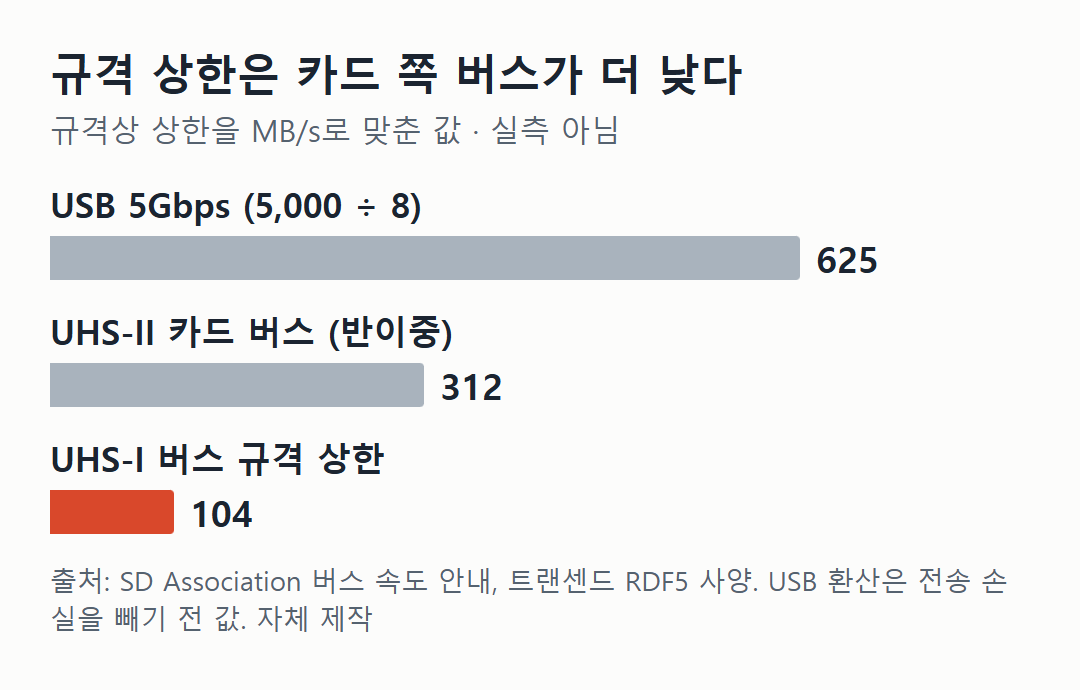 규격 상한은 카드 쪽 버스가 더 낮다
규격상 상한을 MB/s로 맞춘 값 · 실측 아님
USB 5Gbps (5,000 ÷ 8)
625
UHS-II 카드 버스 (반이중)
312
UHS-I 버스 규격 상한
104
출처: SD Association 버스 속도 안내, 트랜센드 RDF5 사양. USB 환산은 전송 손
실을 빼기 전 값. 자체 제작